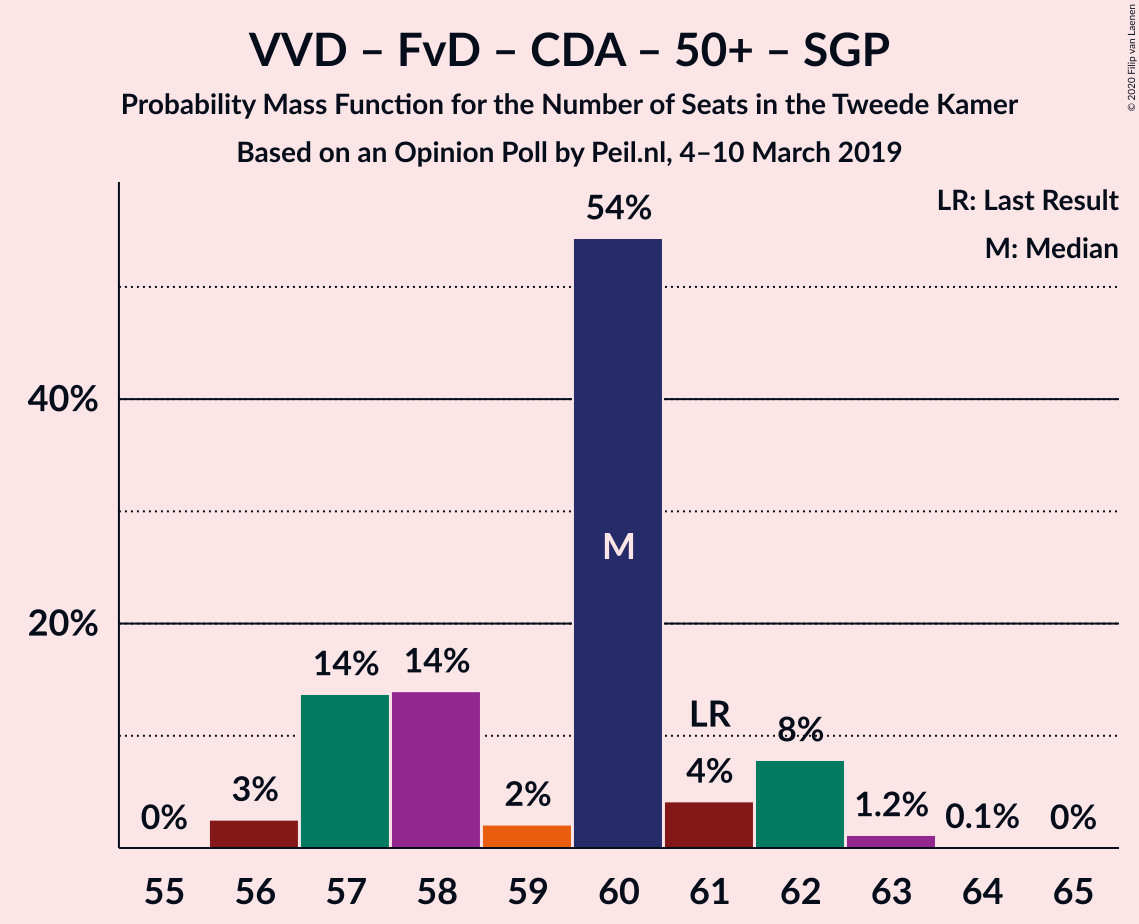 VVD – FvD – CDA – 50+ – SGP
Probability Mass Function for the Number of Seats in the Tweede Kamer
Based on an Opinion Poll by Peil.nl, 4–10 March 2019
© 2020 Filip van Laenen
LR: Last Result
M: Median
54%
40%
M
20%
14%
14%
LR
8%
3%
2%
4%
1.2%
0%
0.1%
0%
55 56 57 58 59 60 61 62 63 64 65